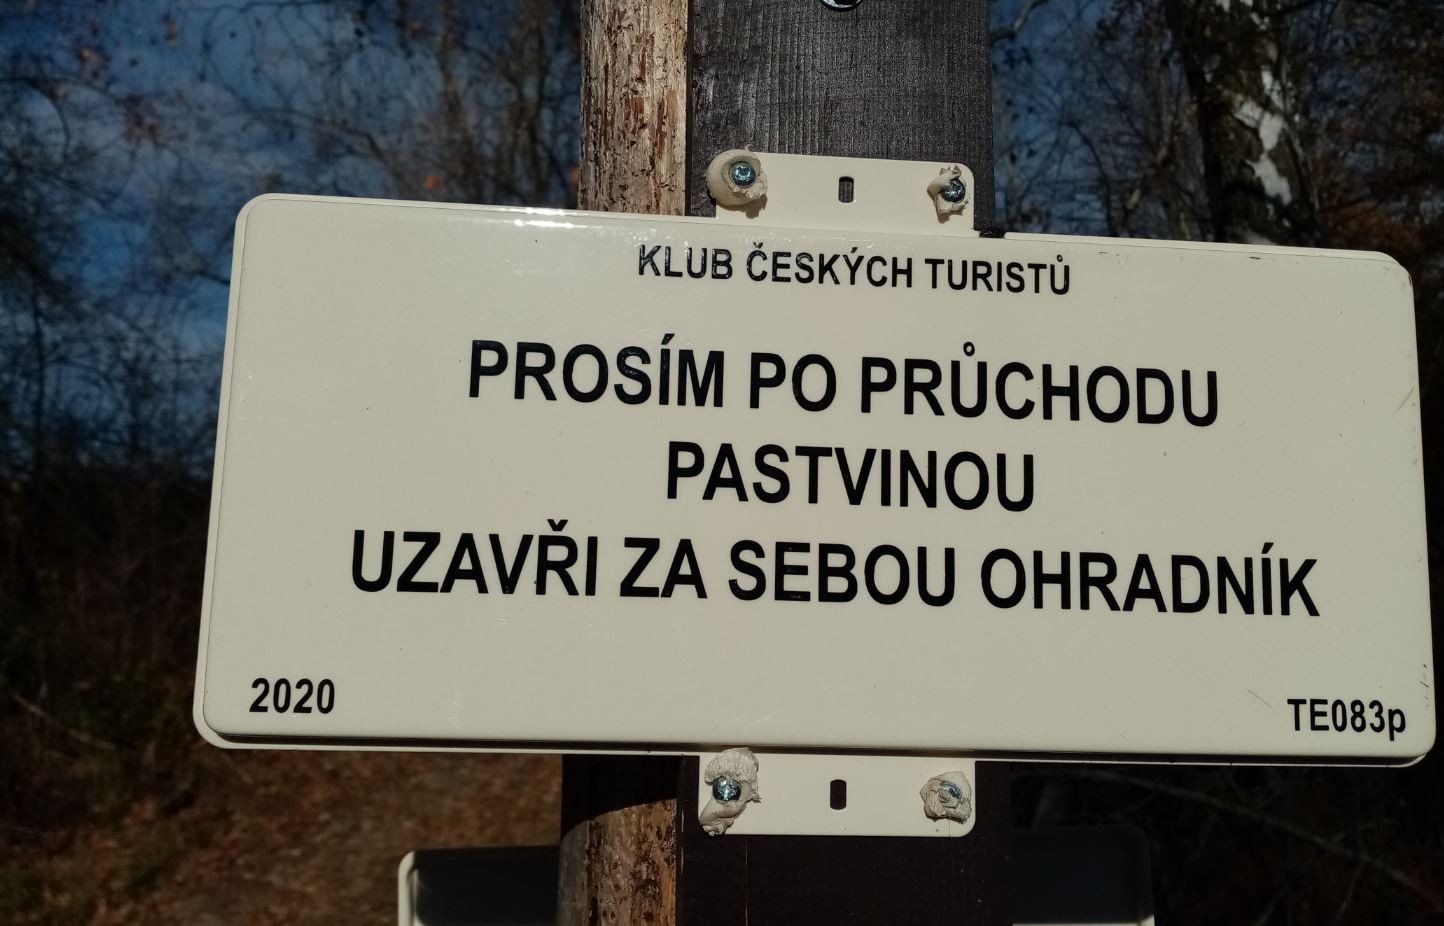 KLUB ČESKÝCH TURISTŮ
PROSÍM PO PRŮCHODU
PASTVINOU
UZAVŘI ZA SEBOU OHRADNÍK
2020
TE083p